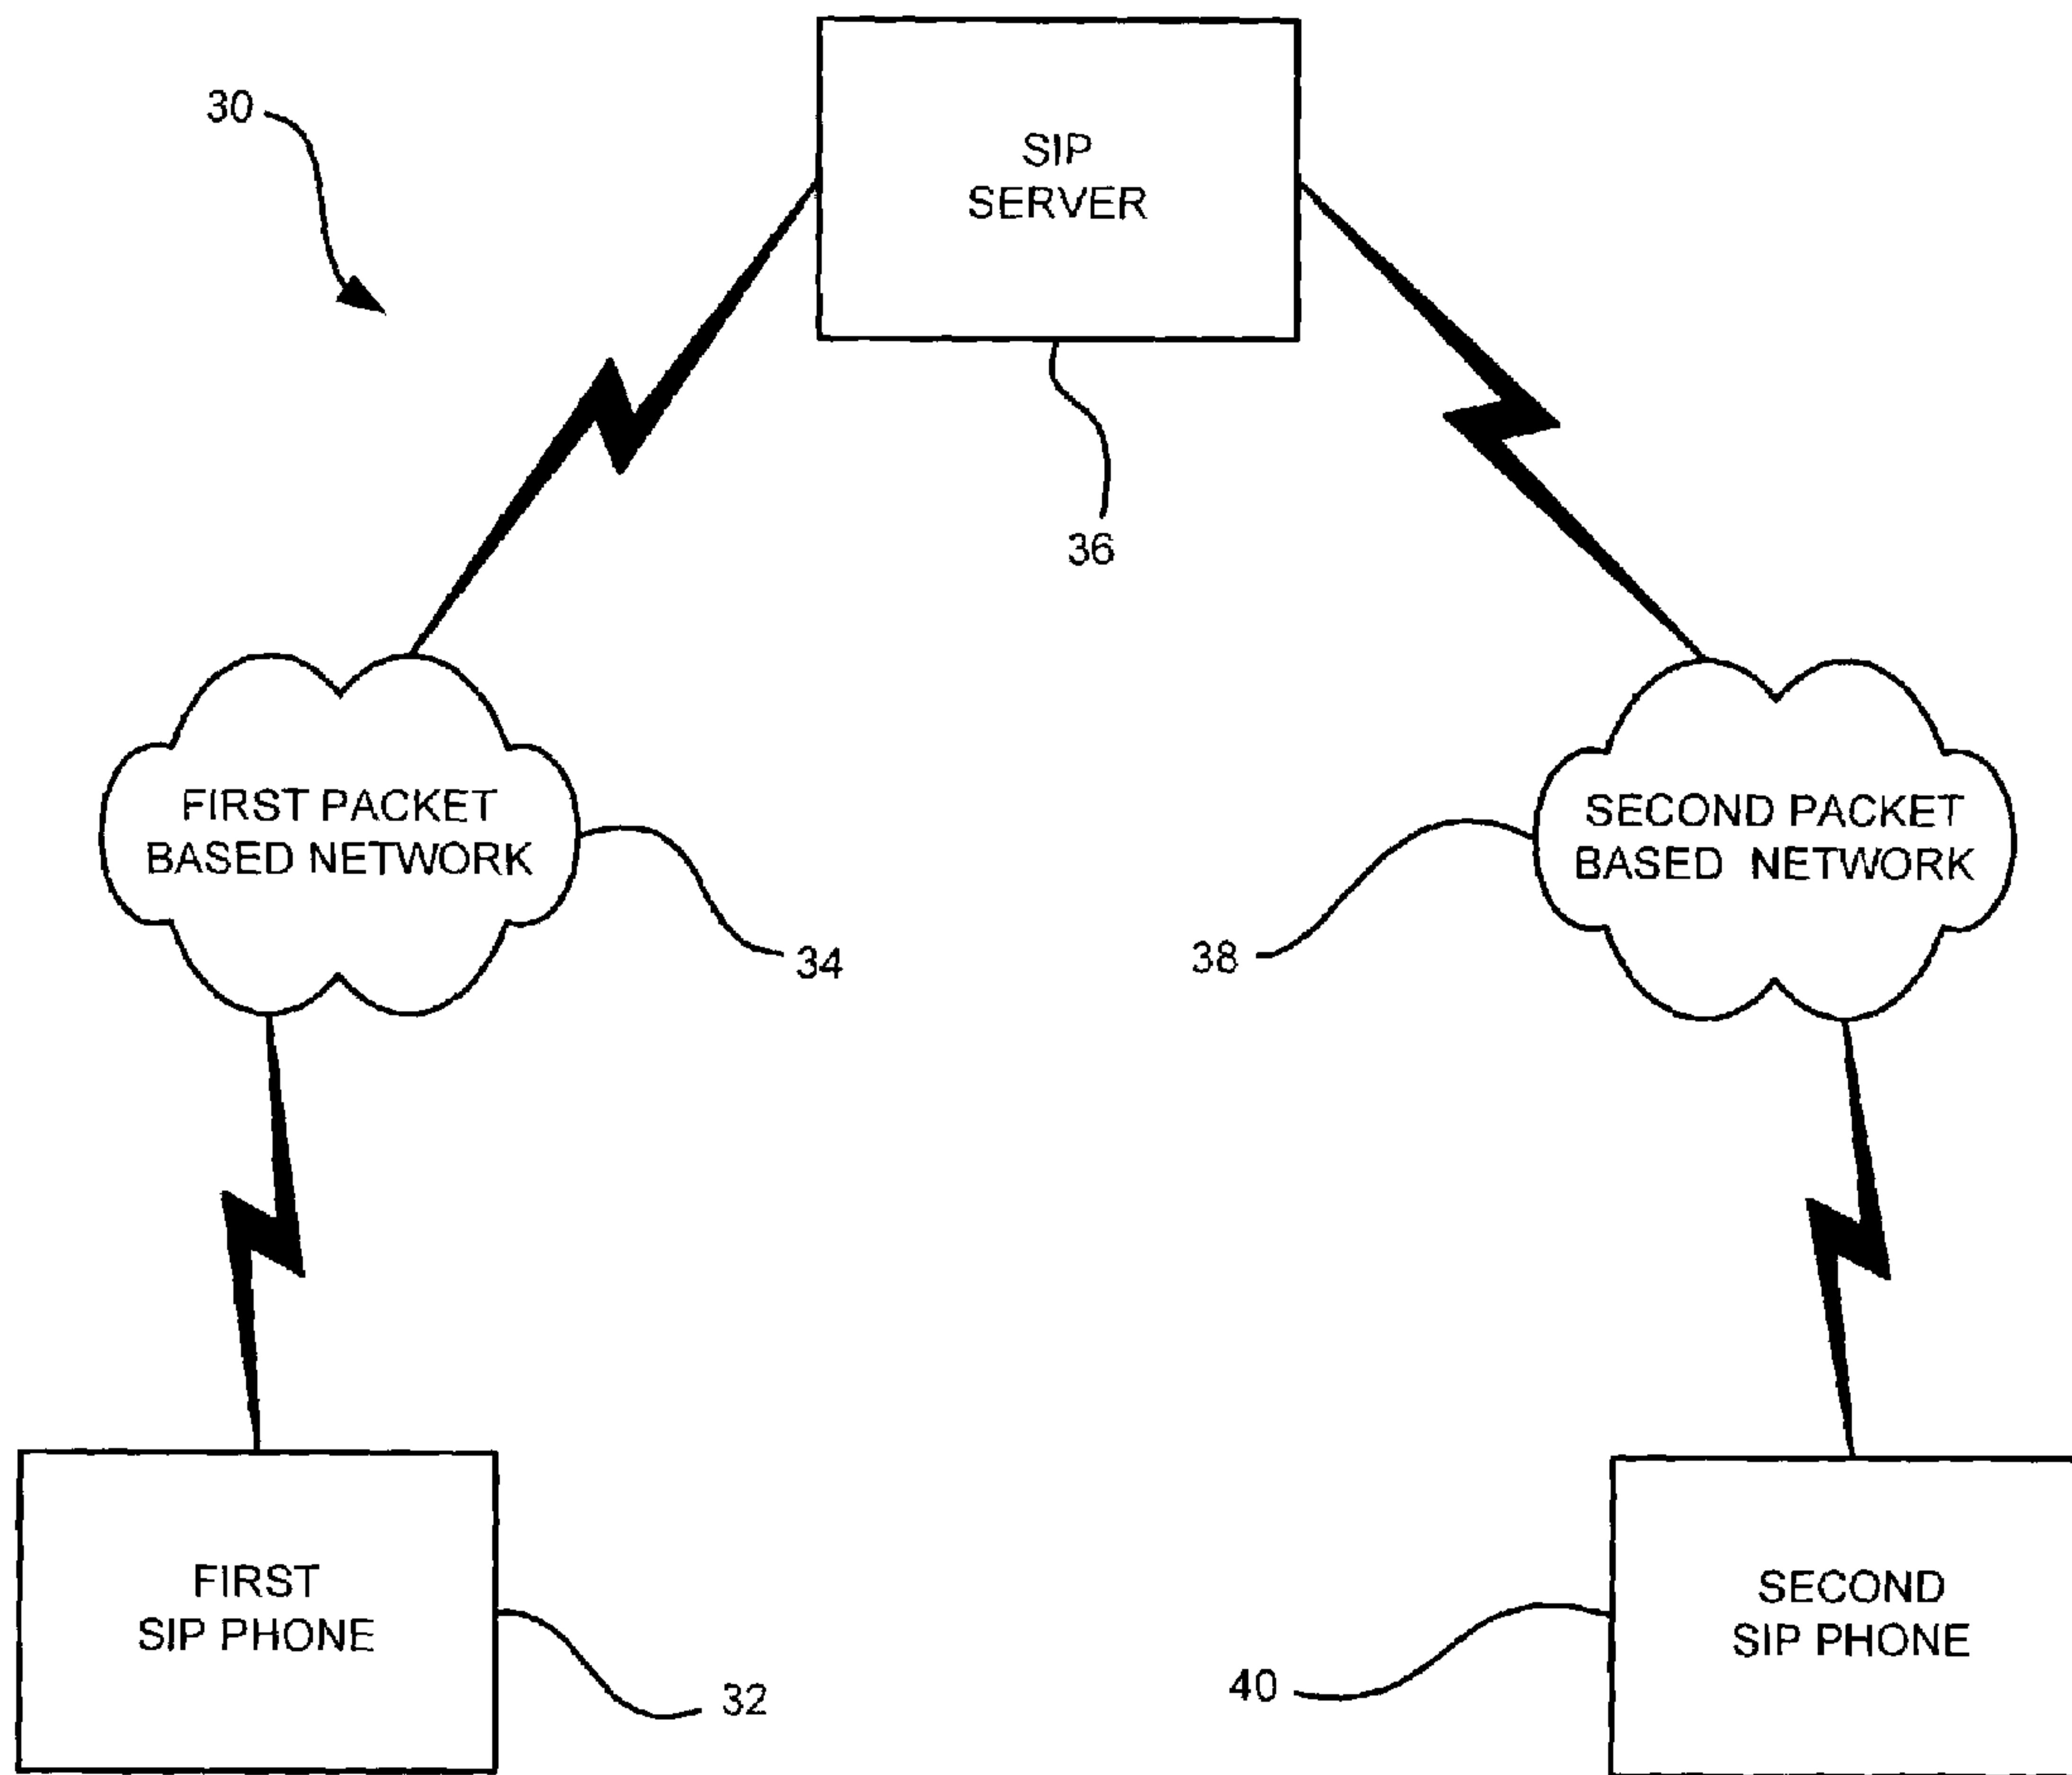 30
SIP
SERVER
36
FIRST PACKET
BASED NETWORK
34
SECOND PACKET
BASED NETWORK
38
FIRST
SIP PHONE
32
SECOND
SIP PHONE
40